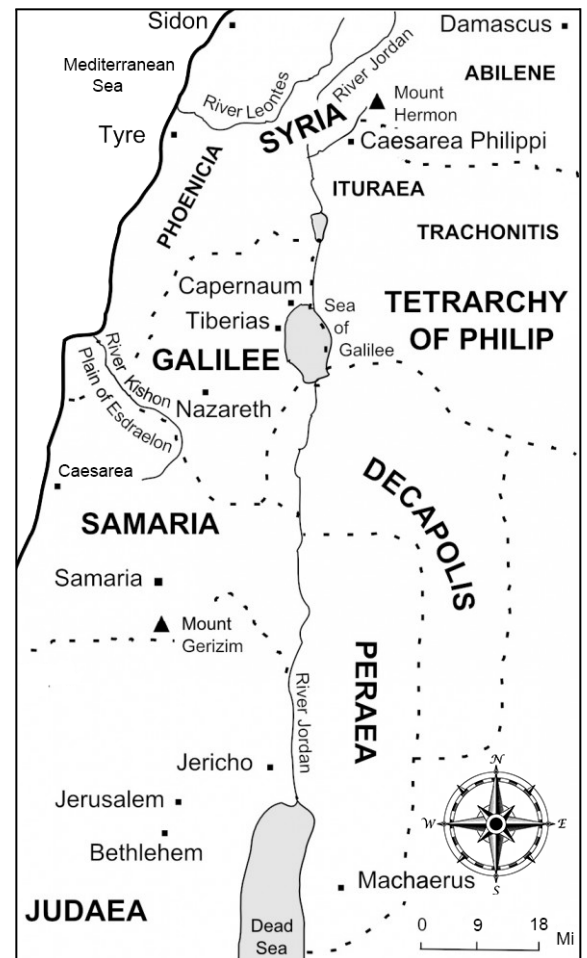 Sidon
Damascus
Mediterranean
Sea
River Leontes
River Jordan
ABILENE
Mount
Hermon
Tyre
SYRIA
Caesarea Philippi
PHOENICIA
ITURAEA
TRACHONITIS
Capernaum
Tiberias
Sea
of
Galilee
TETRARCHY
OF PHILIP
GALILEE
River Kishon
Plain of Esdraelon
Nazareth
Caesarea
DECAPOLIS
SAMARIA
Samaria
Mount
Gerizim
PERAEA
River Jordan
Jericho
Jerusalem
Bethlehem
N
W
E
S
Machaerus
JUDAEA
Dead
Sea
0 9 18
Mi